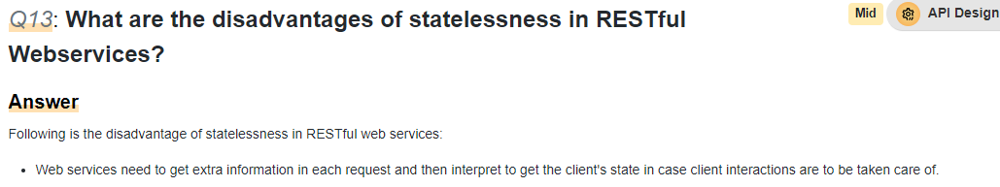 Q13: What are the disadvantages of statelessness in RESTful
Mid
API Design
Webservices?
Answer
Following is the disadvantage of statelessness in RESTful web services:
• Web services need to get extra information in each request and then interpret to get the client's state in case client interactions are to be taken care of.